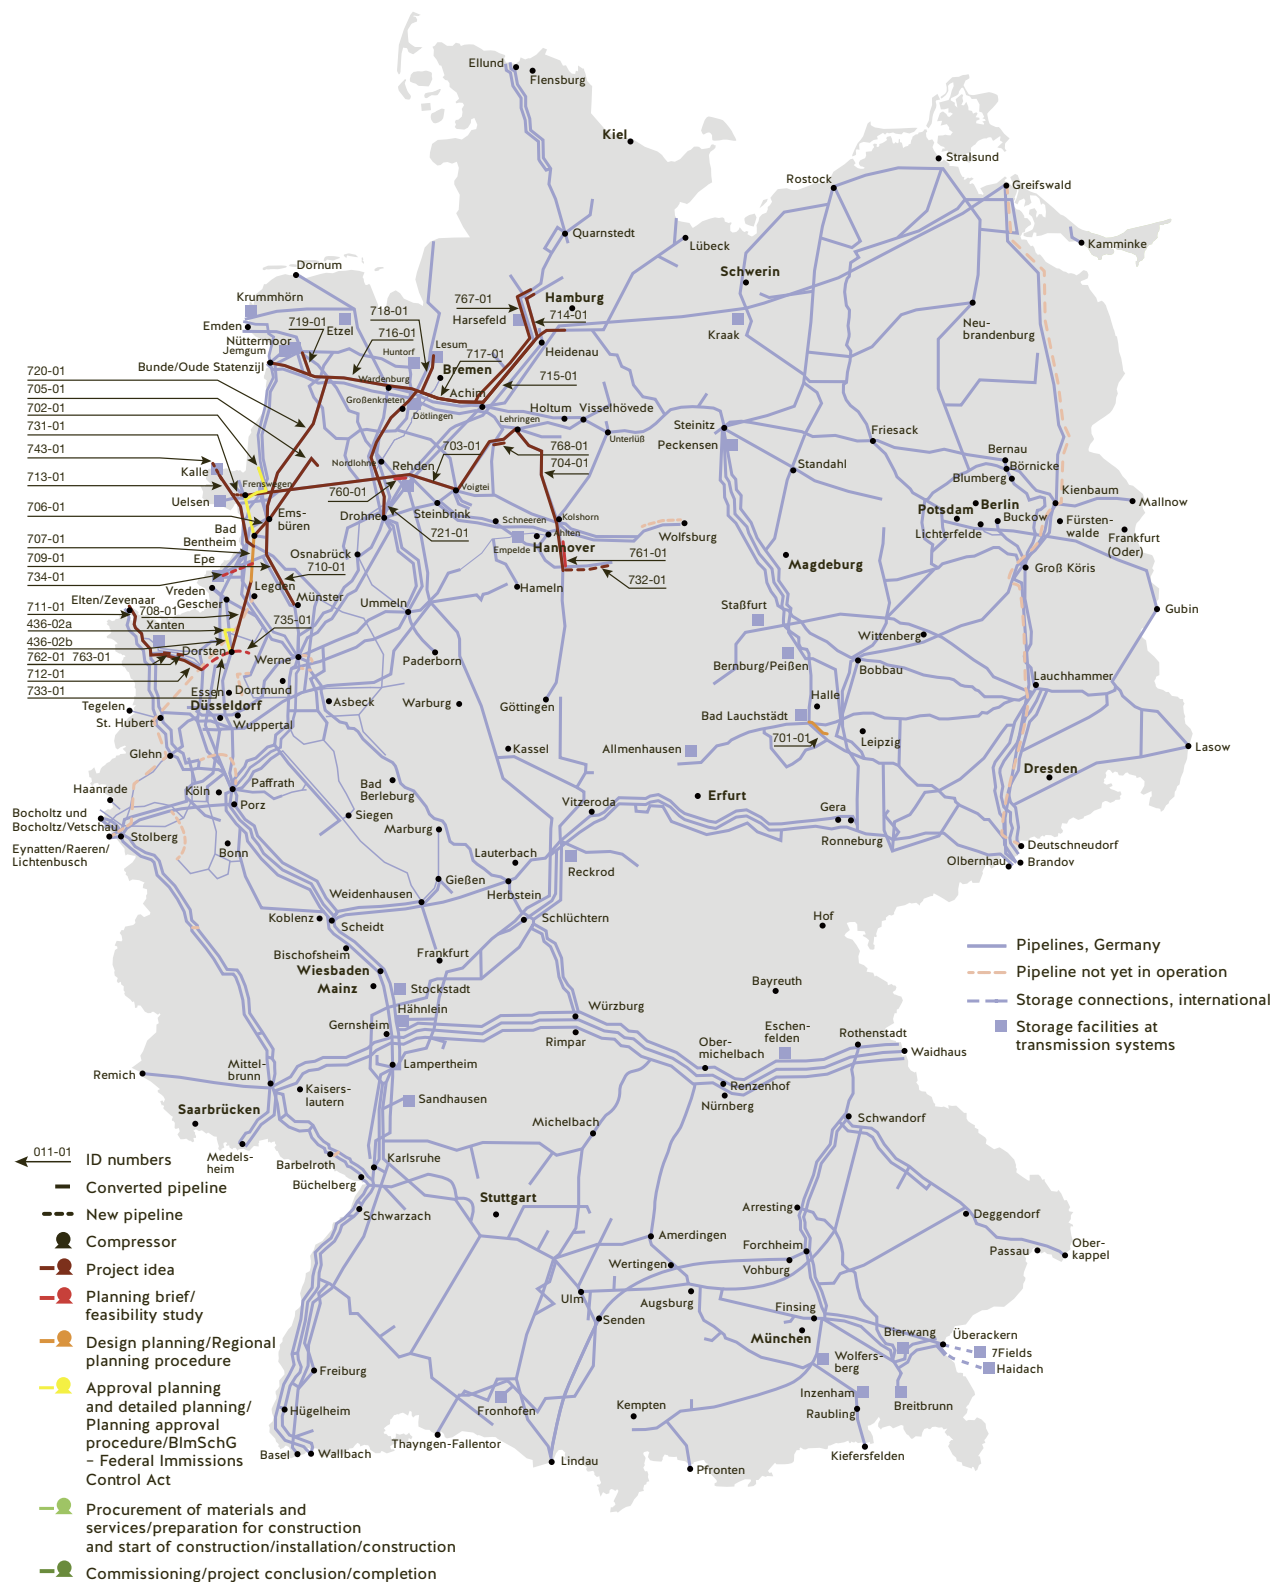 Ellund
Flensburg
Kiel
Stralsund
Rostock
Greifswald
Quarnstedt
Lübeck
Kamminke
Dornum
Schwerin
Krummhörn
767-01
Hamburg
718-01
Harsefeld
714-01
Emden
719-01
Etzel
716-01
Kraak
Neu-
brandenburg
Nüttermoor
Jemgum
Huntorf
Lesum
717-01
Heidenau
Bunde/Oude Statenzijl
Bremen
720-01
Wardenburg
715-01
705-01
Großenkneten
Achim
702-01
Dötlingen
Holtum
Visselhövede
731-01
Lehringen
Unterlüß
Steinitz
Friesack
743-01
703-01
768-01
Peckensen
Kalle
Nordlohne
Rehden
704-01
Standahl
Bernau
Börnicke
Blumberg
713-01
Frenswegen
Voigtei
760-01
Kienbaum
Mallnow
Uelsen
Steinbrink
Potsdam
Berlin
706-01
Ems-
büren
Drohne
Schneeren
Kolshorn
Buckow
Fürsten-
walde
Lichterfelde
Frankfurt
(Oder)
Bad
Bentheim
721-01
Ahlten
Wolfsburg
707-01
Empelde
Hannover
709-01
Epe
Osnabrück
761-01
Magdeburg
Groß Köris
734-01
710-01
732-01
Legden
Vreden
Gescher
Hameln
Elten/Zevenaar
Münster
Ummeln
Staßfurt
Gubin
711-01
708-01
436-02a
Xanten
735-01
Wittenberg
436-02b
762-01
763-01
Dorsten
Werne
Paderborn
Bernburg/Peißen
Bobbau
712-01
Lauchhammer
733-01
Essen
Dortmund
Halle
Tegelen
Düsseldorf
Asbeck
Warburg
Göttingen
Bad Lauchstädt
St. Hubert
Wuppertal
701-01
Leipzig
Glehn
Kassel
Allmenhausen
Lasow
Dresden
Haanrade
Köln
Paffrath
Bad
Berleburg
Porz
Vitzeroda
Erfurt
Bocholtz und
Bocholtz/Vetschau
Siegen
Gera
Stolberg
Marburg
Ronneburg
Eynatten/Raeren/
Lichtenbusch
Bonn
Lauterbach
Deutschneudorf
Olbernhau
Brandov
Reckrod
Gießen
Weidenhausen
Herbstein
Koblenz
Scheidt
Schlüchtern
Hof
Bischofsheim
Frankfurt
Wiesbaden
Mainz
Stockstadt
Bayreuth
Hähnlein
Würzburg
Gernsheim
Eschen-
felden
Rothenstadt
Rimpar
Ober-
michelbach
Waidhaus
Mittel-
brunn
Lampertheim
Remich
Kaisers-
lautern
Renzenhof
Sandhausen
Nürnberg
Saarbrücken
Michelbach
Schwandorf
Medels-
heim
Barbelroth
Karlsruhe
Büchelberg
Stuttgart
Arresting
Deggendorf
Schwarzach
Amerdingen
Forchheim
Passau
Ober-
kappel
Wertingen
Vohburg
Ulm
Augsburg
Finsing
Senden
München
Bierwang
Überackern
7Fields
Haidach
Wolfers-
berg
Freiburg
Inzenham
Breitbrunn
Hügelheim
Fronhofen
Kempten
Raubling
Thayngen-Fallentor
Basel
Wallbach
Lindau
Pfronten
Kiefersfelden
Pipelines, Germany
Pipeline not yet in operation
Storage connections, international
Storage facilities at
transmission systems
011-01
ID numbers
Converted pipeline
New pipeline
Compressor
Project idea
Planning brief/
feasibility study
Design planning/Regional
planning procedure
Approval planning
and detailed planning/
Planning approval
procedure/BImSchG
– Federal Immissions
Control Act
Procurement of materials and
services/preparation for construction
and start of construction/installation/construction
Commissioning/project conclusion/completion